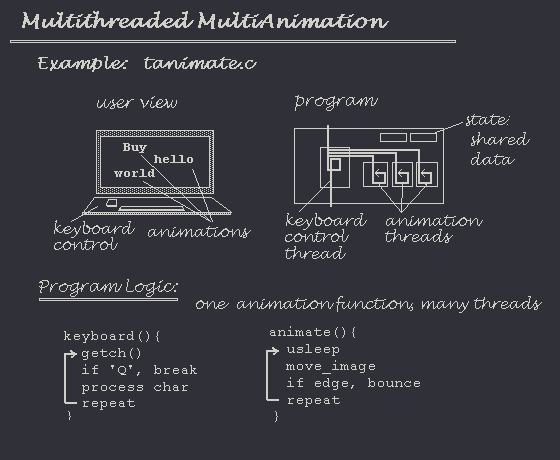 Multithreaded MultiAnimation
Example: tanimate.c
user view
program
state:
shared
data
Buy
hello
world
keyboard
control
animations
keyboard
control
thread
animation
threads
Program Logic:
one animation function, many threads
keyboard(){
getch()
if 'Q', break
process char
repeat
}
animate(){
usleep
move_image
if edge, bounce
repeat
}